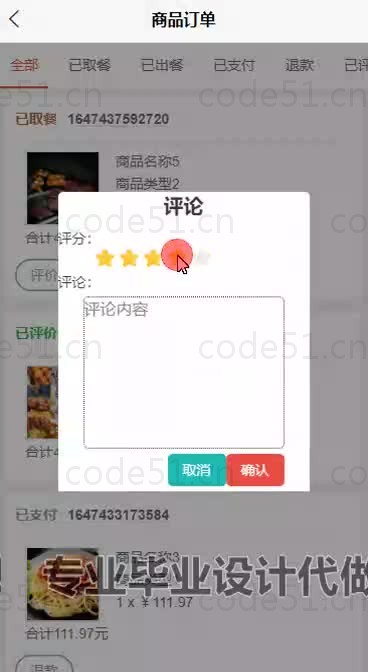 商品订单
全部 已取餐 已出餐 已支付 退款 已评
code51.cn
已取餐 1647437592720
商品名称5
商品类型2
合计4
评价
评论
code51.cn
评分：
评论：
评论内容
已评价
code51.cn
合计4
code51.cn
取消 确认
已支付 1647433173584
商品名称3
专业毕业设计代做
1 x ￥111.97
合计111.97元
退款